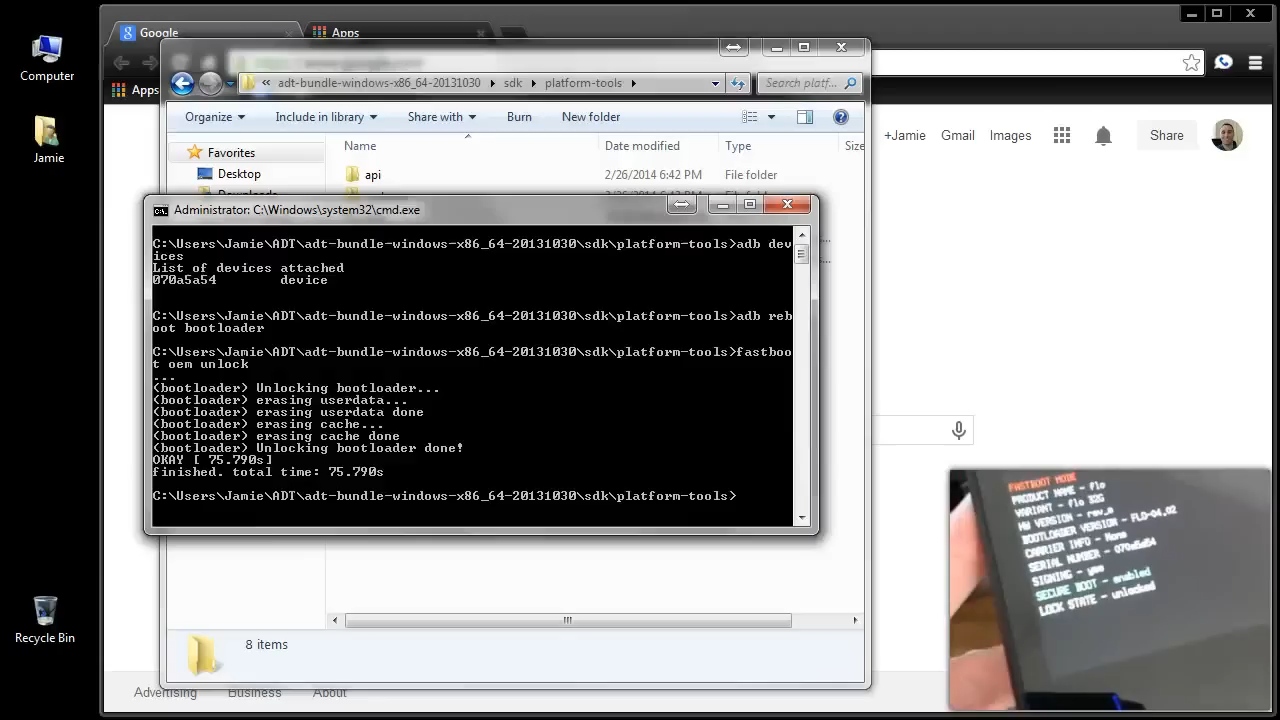 Google
Apps
Computer
adt-bundle-windows-x86_64-20131030
sdk
platform-tools
Search platf...
Apps
Organize
Include in library
Share with
Burn
New folder
+Jamie
Gmail
Images
Share
Name
Date modified
Type
Size
Favorites
Jamie
Desktop
api
2/26/2014 6:42 PM
File folder
Administrator: C:\Windows\system32\cmd.exe
C:\Users\Jamie\ADT\adt-bundle-windows-x86_64-20131030\sdk\platform-tools>adb dev
ices
List of devices attached
070a5a54 device
C:\Users\Jamie\ADT\adt-bundle-windows-x86_64-20131030\sdk\platform-tools>adb reb
oot bootloader
C:\Users\Jamie\ADT\adt-bundle-windows-x86_64-20131030\sdk\platform-tools>fastboo
t oem unlock
...
(bootloader) Unlocking bootloader...
(bootloader) erasing userdata...
(bootloader) erasing userdata done
(bootloader) erasing cache...
(bootloader) erasing cache done
(bootloader) Unlocking bootloader done!
OKAY [ 75.790s]
finished. total time: 75.790s
C:\Users\Jamie\ADT\adt-bundle-windows-x86_64-20131030\sdk\platform-tools>
FASTBOOT MODE
PRODUCT NAME - flo
VARIANT - flo 32G
HW VERSION - rev_e
BOOTLOADER VERSION - FLO-04.02
CARRIER INFO - None
SERIAL NUMBER - 070a5a54
SIGNING - yes
SECURE BOOT - enabled
LOCK STATE - unlocked
Recycle Bin
8 items
Advertising
Business
About